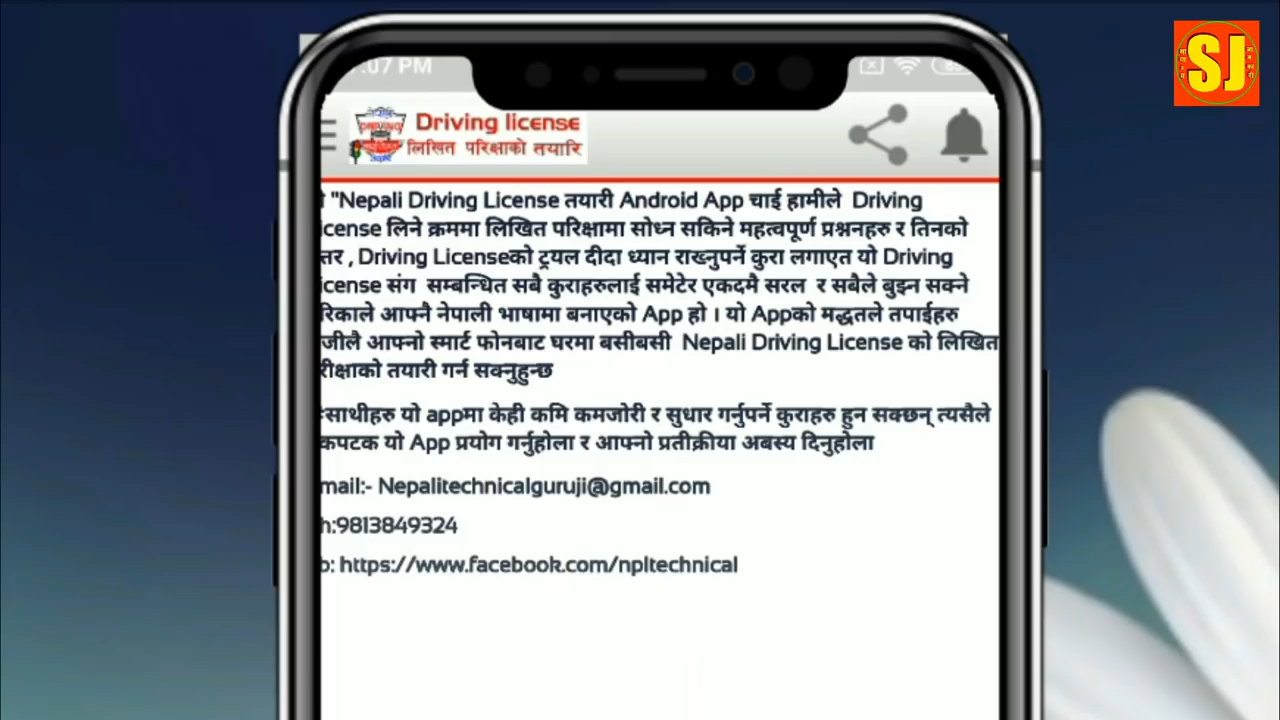 :07 PM
SJ
Driving license
लिखित परिक्षाको तयारि
"Nepali Driving License तयारी Android App चाई हामीले Driving
icense लिने क्रममा लिखित परिक्षामा सोध्न सकिने महत्वपूर्ण प्रश्ननहरु र तिनको
त्तर , Driving Licenseको ट्रयल दीदा ध्यान राख्नुपर्ने कुरा लगाएत यो Driving
icense संग सम्बन्धित सबै कुराहरुलाई समेटेर एकदमै सरल र सबैले बुझ्न सक्ने
रिकाले आफ्नै नेपाली भाषामा बनाएको App हो । यो Appको मद्धतले तपाईहरु
जीलै आफ्नो स्मार्ट फोनबाट घरमा बसीबसी Nepali Driving License को लिखित
रीक्षाको तयारी गर्न सक्नुहुन्छ
साथीहरु यो appमा केही कमि कमजोरी र सुधार गर्नुपर्ने कुराहरु हुन सक्छन् त्यसैले
कपटक यो App प्रयोग गर्नुहोला र आफ्नो प्रतीक्रीया अबस्य दिनुहोला
mail:- Nepalitechnicalguruji@gmail.com
h:9813849324
b: https://www.facebook.com/npltechnical